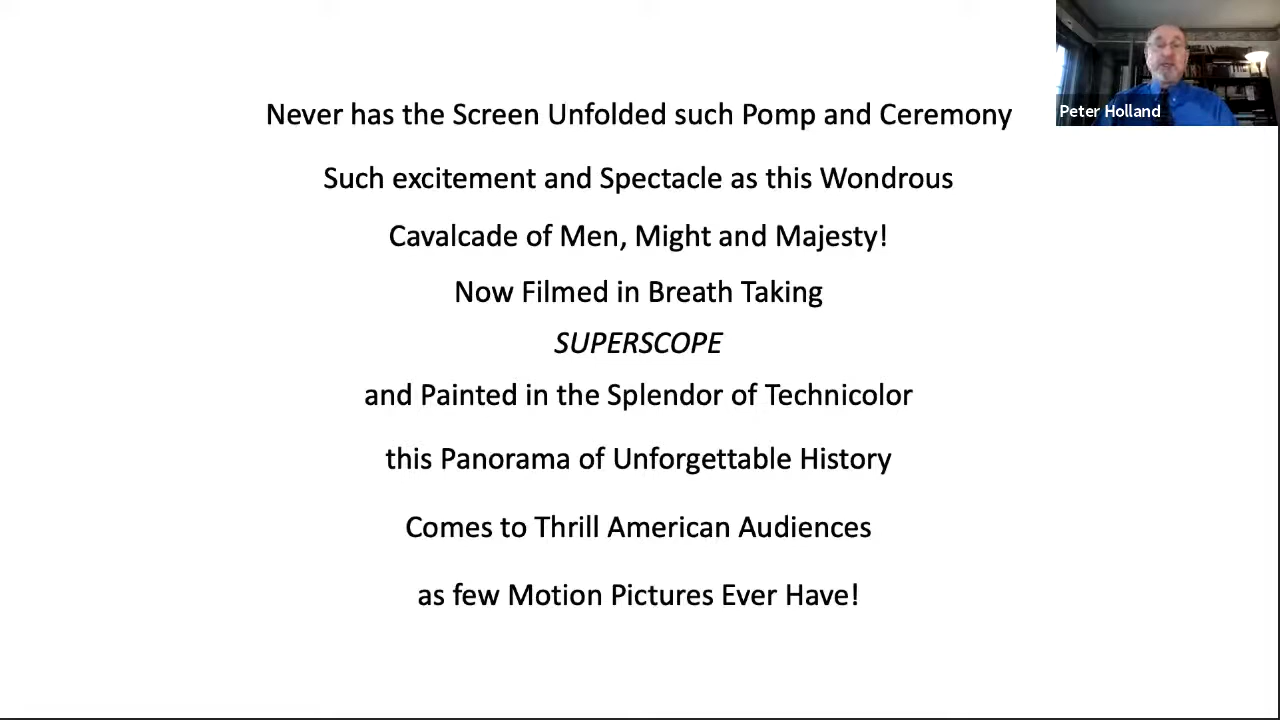 Never has the Screen Unfolded such Pomp and Ceremony
Such excitement and Spectacle as this Wondrous
Cavalcade of Men, Might and Majesty!
Now Filmed in Breath Taking
SUPERSCOPE
and Painted in the Splendor of Technicolor
this Panorama of Unforgettable History
Comes to Thrill American Audiences
as few Motion Pictures Ever Have!
Peter Holland